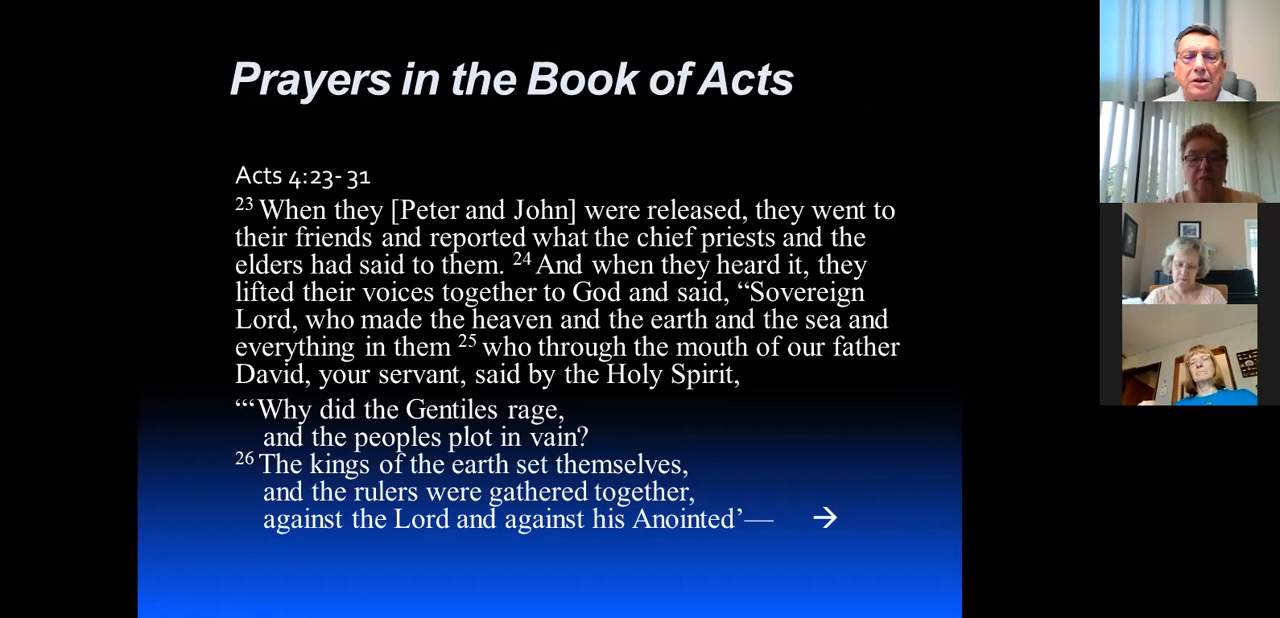 Prayers in the Book of Acts
Acts 4:23- 31
23 When they [Peter and John] were released, they went to
their friends and reported what the chief priests and the
elders had said to them. 24 And when they heard it, they
lifted their voices together to God and said, “Sovereign
Lord, who made the heaven and the earth and the sea and
everything in them 25 who through the mouth of our father
David, your servant, said by the Holy Spirit,
“‘Why did the Gentiles rage,
and the peoples plot in vain?
26 The kings of the earth set themselves,
and the rulers were gathered together,
against the Lord and against his Anointed’— →